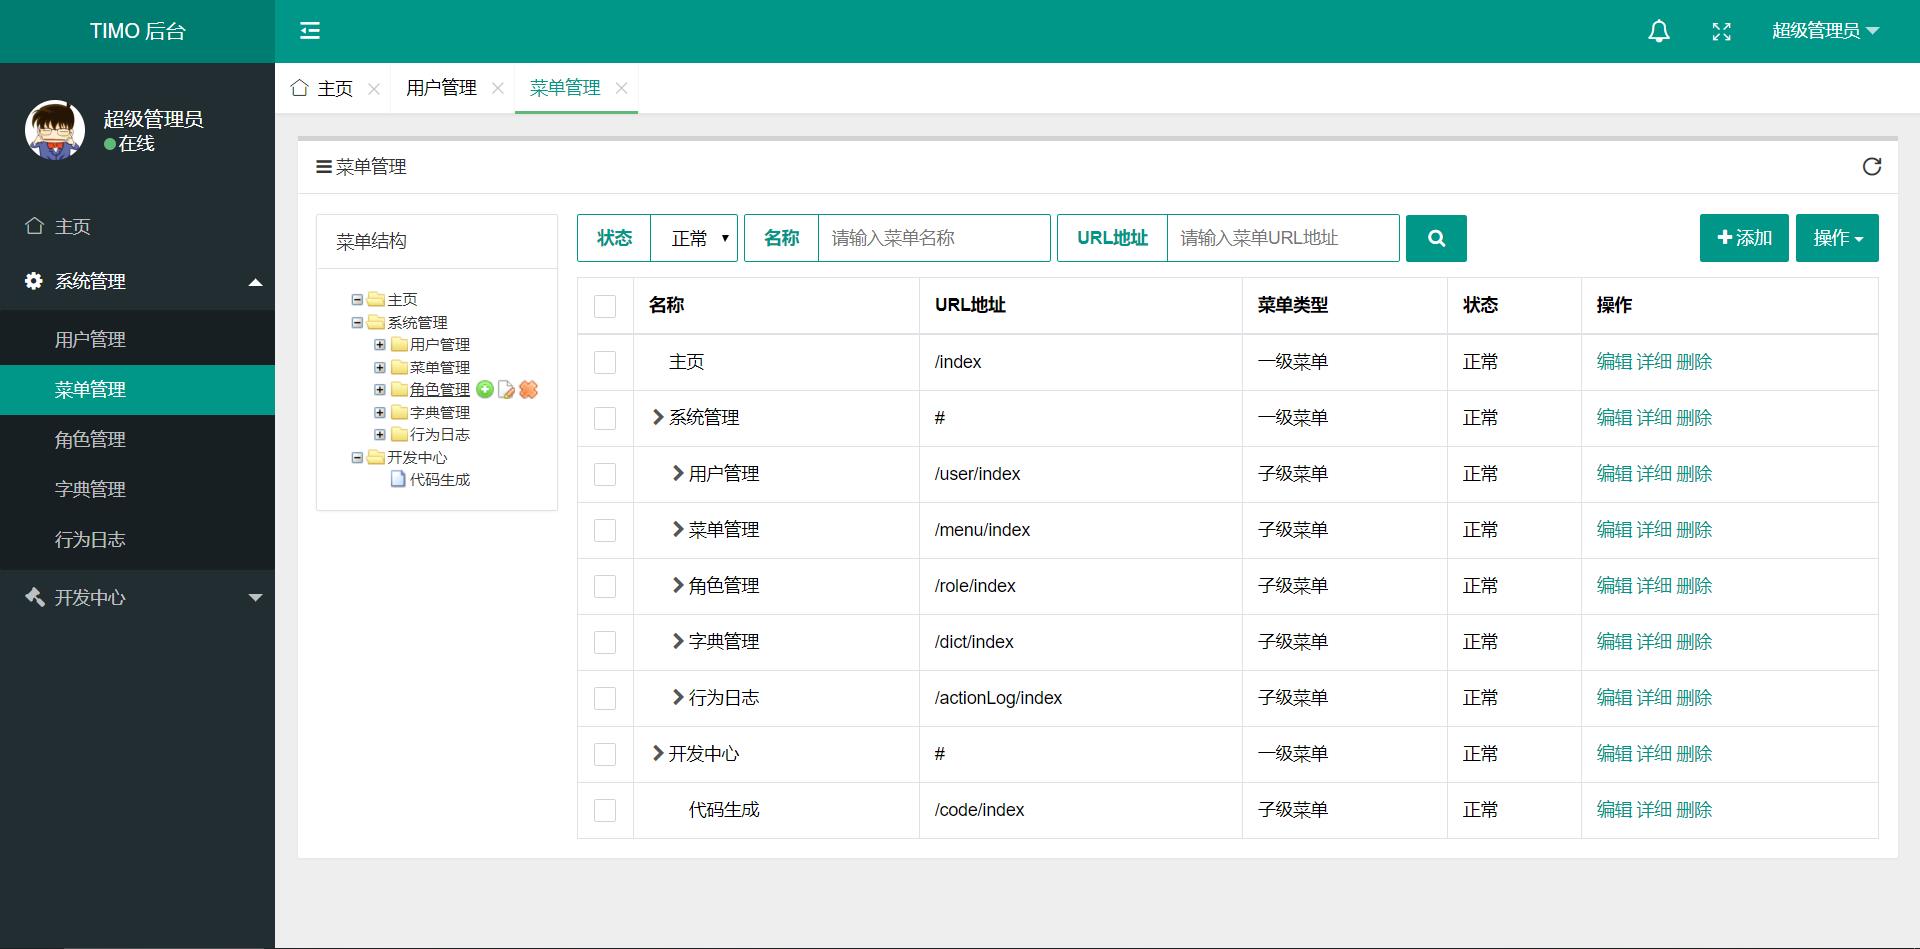 TIMO 后台
超级管理员
主页
用户管理
菜单管理
超级管理员
在线
主页
系统管理
用户管理
菜单管理
角色管理
字典管理
行为日志
开发中心
菜单管理
菜单结构
主页
系统管理
用户管理
菜单管理
角色管理
字典管理
行为日志
开发中心
代码生成
状态 正常 名称 请输入菜单名称 URL地址 请输入菜单URL地址 添加 操作
名称 URL地址 菜单类型 状态 操作
主页 /index 一级菜单 正常 编辑 详细 删除
系统管理 # 一级菜单 正常 编辑 详细 删除
用户管理 /user/index 子级菜单 正常 编辑 详细 删除
菜单管理 /menu/index 子级菜单 正常 编辑 详细 删除
角色管理 /role/index 子级菜单 正常 编辑 详细 删除
字典管理 /dict/index 子级菜单 正常 编辑 详细 删除
行为日志 /actionLog/index 子级菜单 正常 编辑 详细 删除
开发中心 # 一级菜单 正常 编辑 详细 删除
代码生成 /code/index 子级菜单 正常 编辑 详细 删除